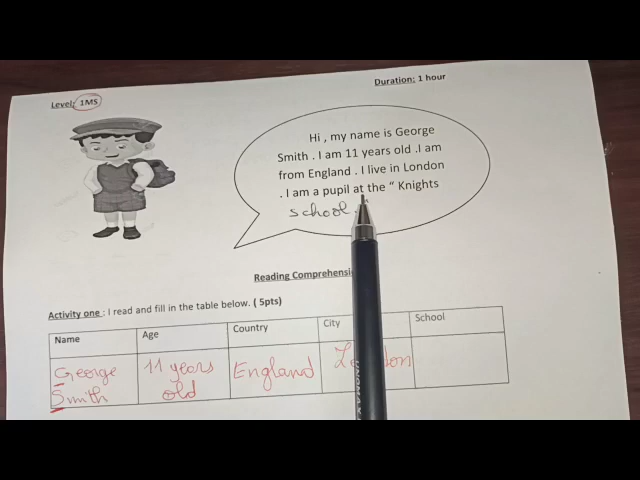 Duration: 1 hour
Level: 1MS
Hi , my name is George
Smith . I am 11 years old .I am
from England . I live in London
. I am a pupil at the “ Knights
school
Reading Comprehensi
Activity one : I read and fill in the table below. ( 5pts)
Name Age Country City School
George 11 years England
Smith old